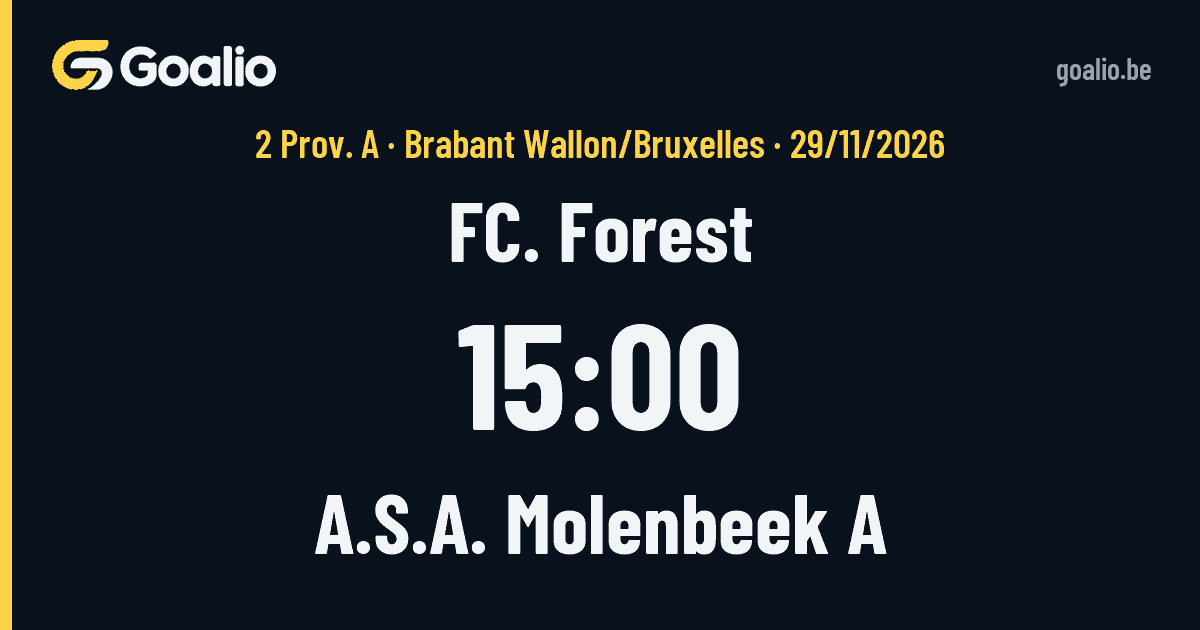 Goalio
goalio.be
2 Prov. A · Brabant Wallon/Bruxelles · 29/11/2026
FC. Forest
15:00
A.S.A. Molenbeek A